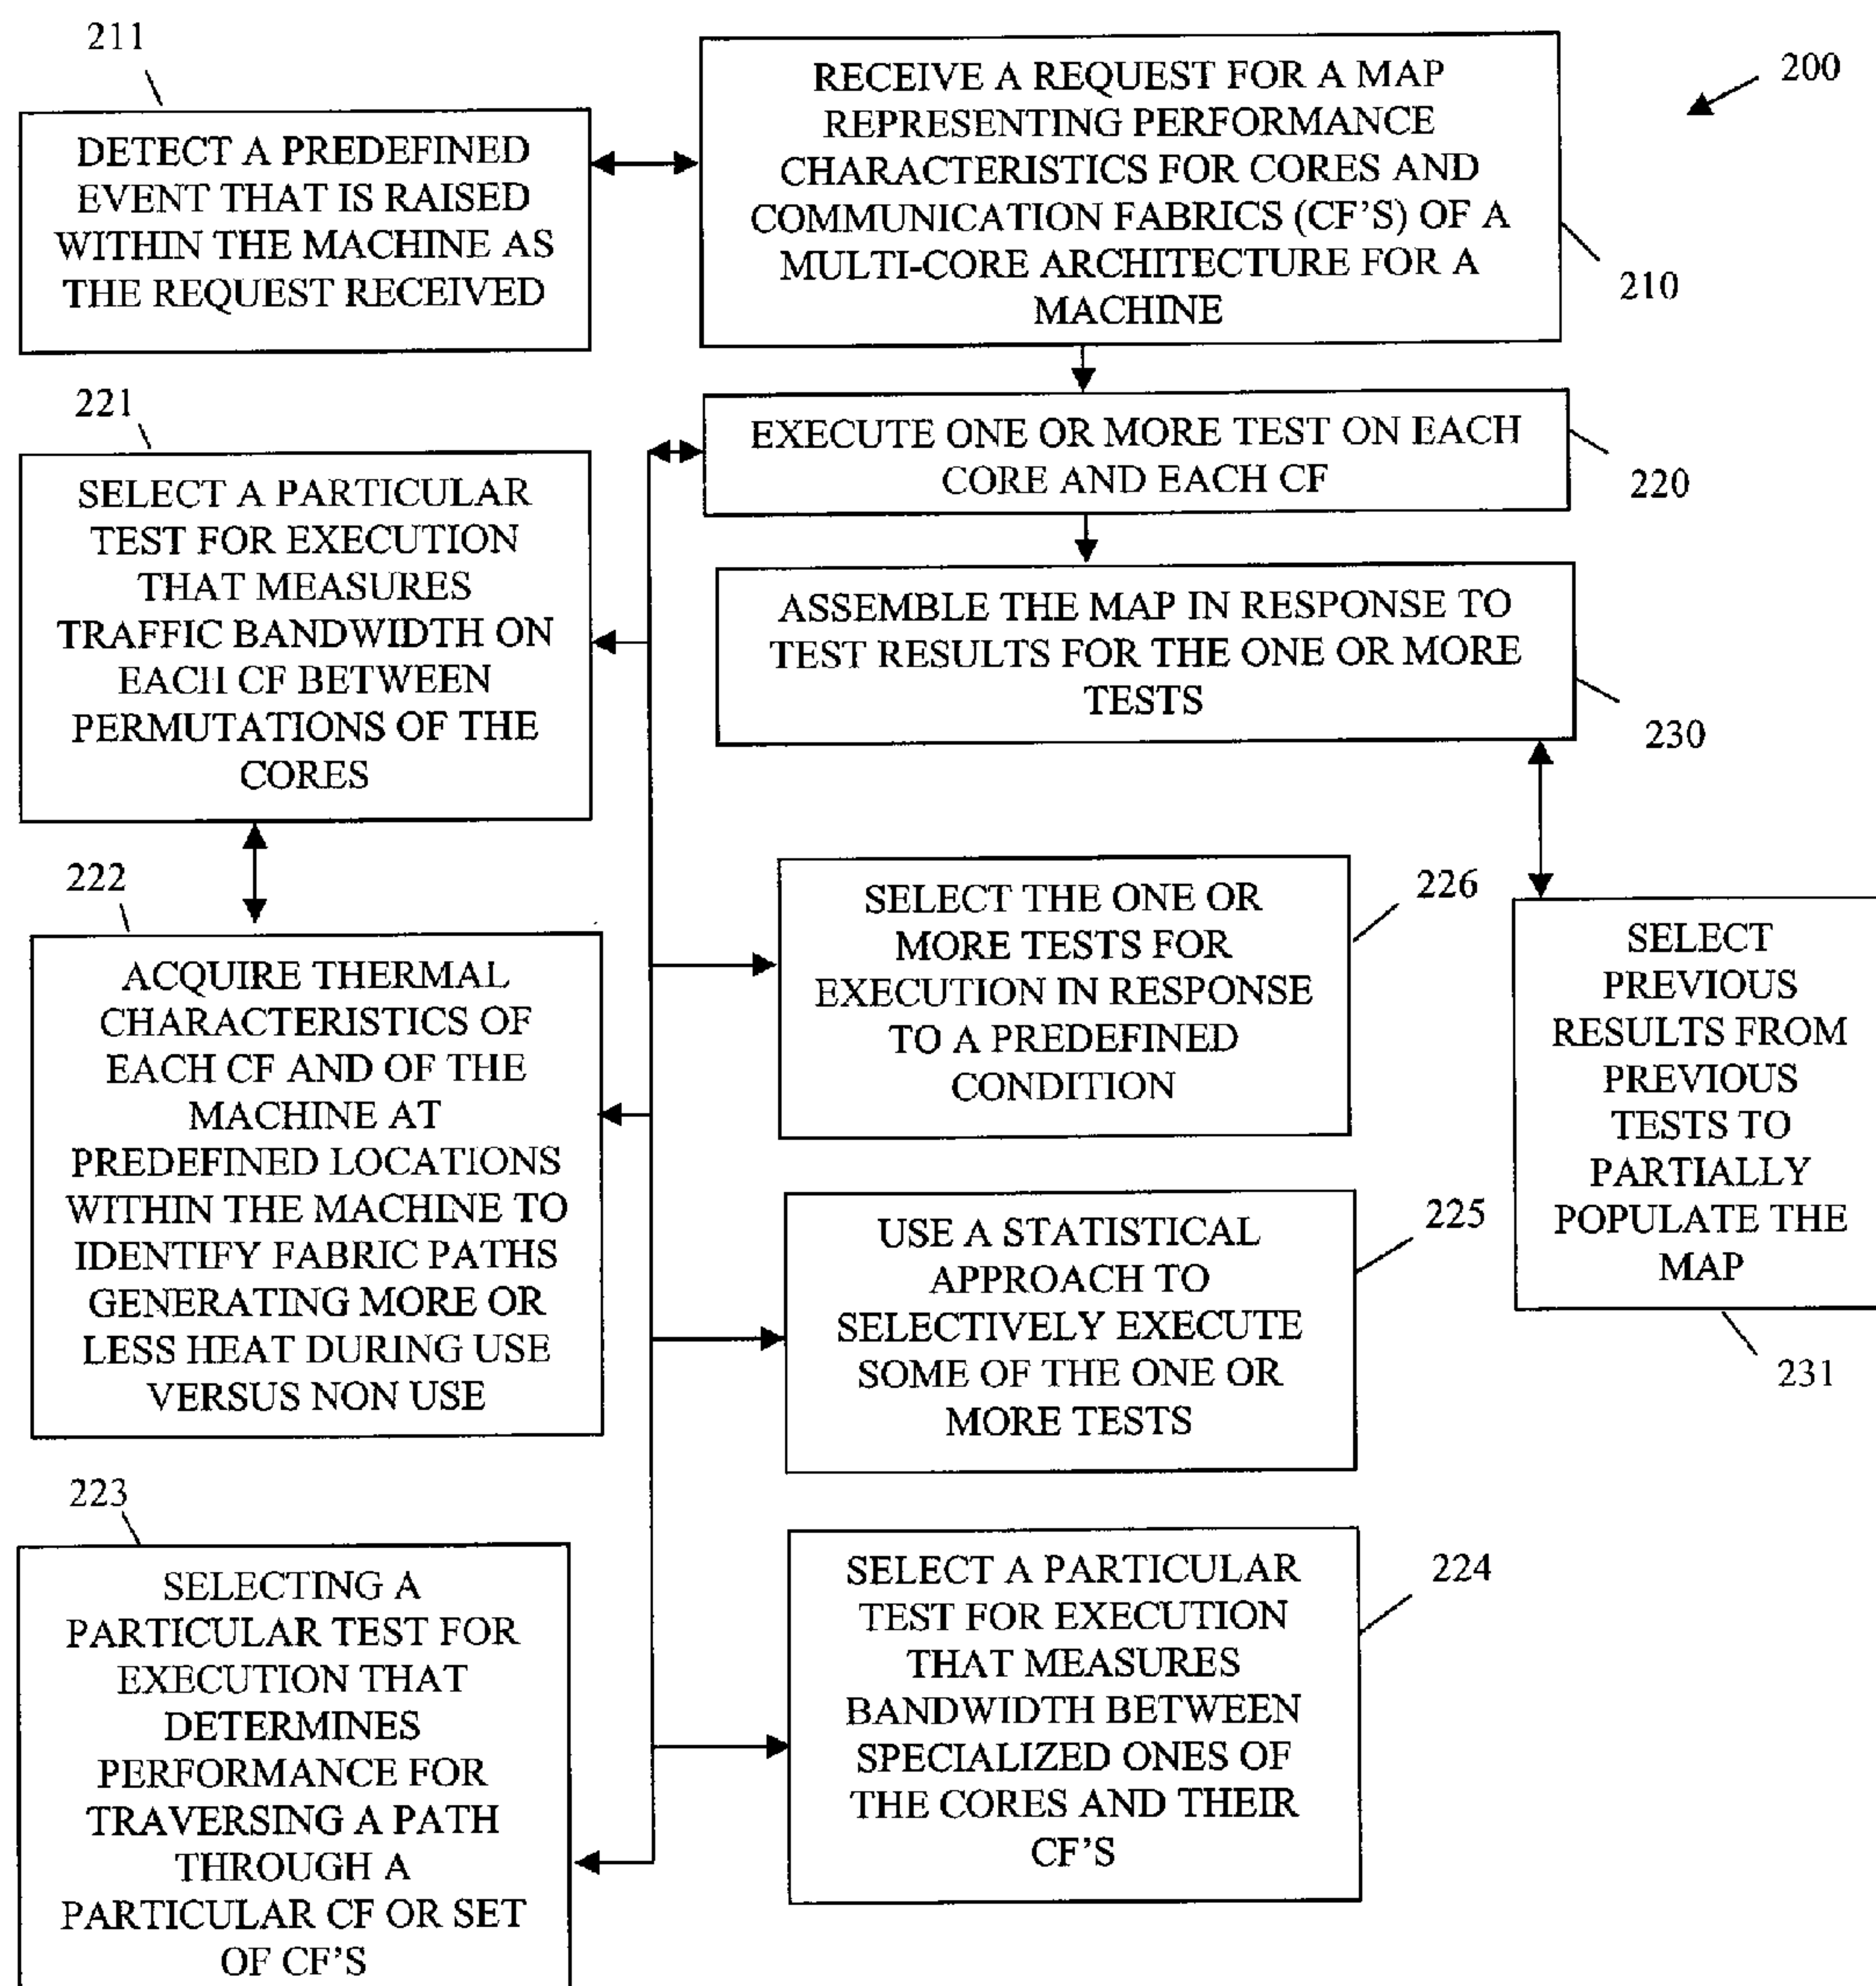 211
DETECT A PREDEFINED
EVENT THAT IS RAISED
WITHIN THE MACHINE AS
THE REQUEST RECEIVED
RECEIVE A REQUEST FOR A MAP
REPRESENTING PERFORMANCE
CHARACTERISTICS FOR CORES AND
COMMUNICATION FABRICS (CF'S) OF A
MULTI-CORE ARCHITECTURE FOR A
MACHINE
200
210
221
SELECT A PARTICULAR
TEST FOR EXECUTION
THAT MEASURES
TRAFFIC BANDWIDTH ON
EACH CF BETWEEN
PERMUTATIONS OF THE
CORES
EXECUTE ONE OR MORE TEST ON EACH
CORE AND EACH CF
220
ASSEMBLE THE MAP IN RESPONSE TO
TEST RESULTS FOR THE ONE OR MORE
TESTS
230
222
ACQUIRE THERMAL
CHARACTERISTICS OF
EACH CF AND OF THE
MACHINE AT
PREDEFINED LOCATIONS
WITHIN THE MACHINE TO
IDENTIFY FABRIC PATHS
GENERATING MORE OR
LESS HEAT DURING USE
VERSUS NON USE
SELECT THE ONE OR
MORE TESTS FOR
EXECUTION IN RESPONSE
TO A PREDEFINED
CONDITION
226
SELECT
PREVIOUS
RESULTS FROM
PREVIOUS
TESTS TO
PARTIALLY
POPULATE THE
MAP
231
USE A STATISTICAL
APPROACH TO
SELECTIVELY EXECUTE
SOME OF THE ONE OR
MORE TESTS
225
223
SELECTING A
PARTICULAR TEST FOR
EXECUTION THAT
DETERMINES
PERFORMANCE FOR
TRAVERSING A PATH
THROUGH A
PARTICULAR CF OR SET
OF CF'S
SELECT A PARTICULAR
TEST FOR EXECUTION
THAT MEASURES
BANDWIDTH BETWEEN
SPECIALIZED ONES OF
THE CORES AND THEIR
CF'S
224